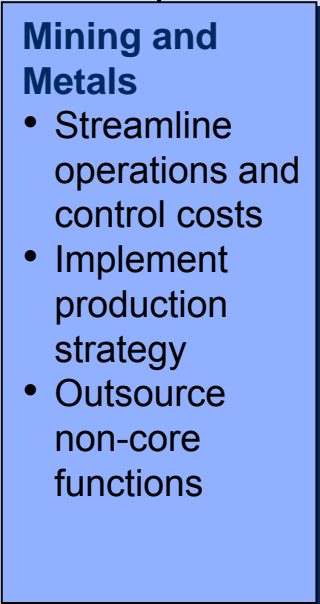 Mining and
Metals
• Streamline
operations and
control costs
• Implement
production
strategy
• Outsource
non-core
functions